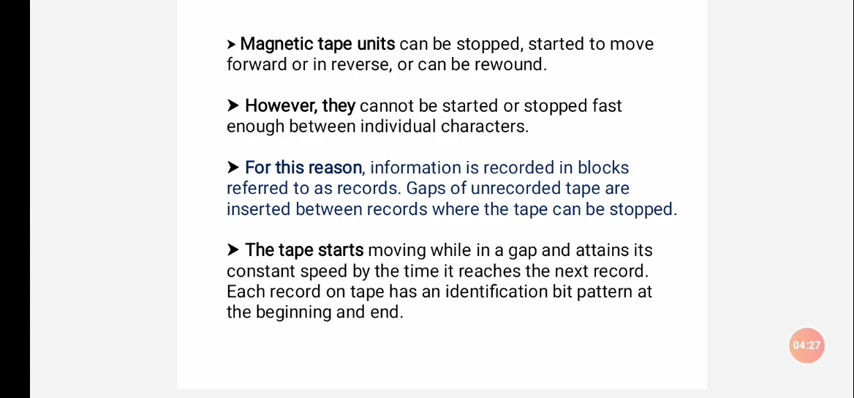 ➤ Magnetic tape units can be stopped, started to move
forward or in reverse, or can be rewound.
➤ However, they cannot be started or stopped fast
enough between individual characters.
➤ For this reason, information is recorded in blocks
referred to as records. Gaps of unrecorded tape are
inserted between records where the tape can be stopped.
➤ The tape starts moving while in a gap and attains its
constant speed by the time it reaches the next record.
Each record on tape has an identification bit pattern at
the beginning and end.
04:27